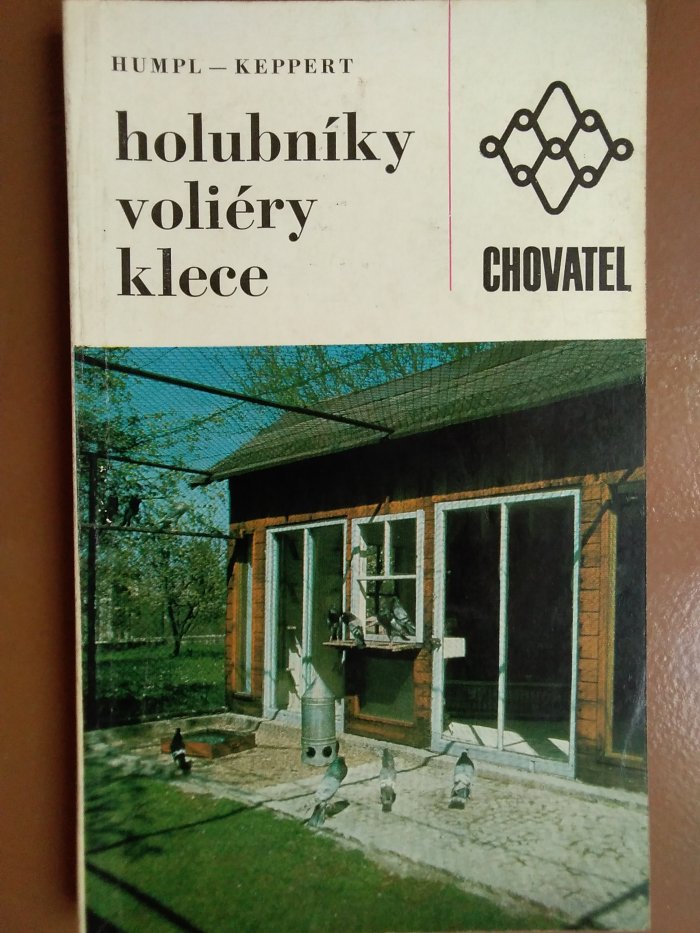 HUMPL — KEPPERT
holubníky
voliéry
klece
CHOVATEL